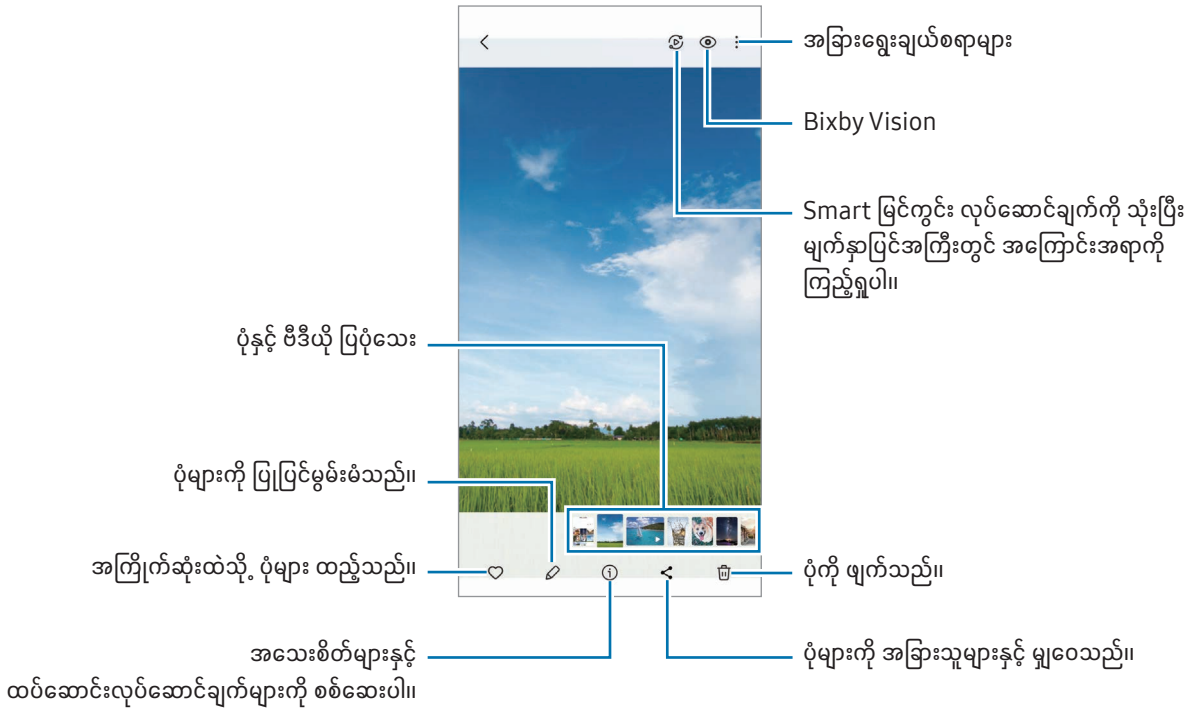 အခြားရွေးချယ်စရာများ
Bixby Vision
Smart မြင်ကွင်း လုပ်ဆောင်ချက်ကို သုံးပြီး
မျက်နှာပြင်အကြီးတွင် အကြောင်းအရာကို
ကြည့်ရှုပါ။
ပုံနှင့် ဗီဒီယို ပြပုံသေး
ပုံများကို ပြုပြင်မွမ်းမံသည်။
အကြိုက်ဆုံးထဲသို့ ပုံများ ထည့်သည်။
ပုံကို ဖျက်သည်။
အသေးစိတ်များနှင့်
ထပ်ဆောင်းလုပ်ဆောင်ချက်များကို စစ်ဆေးပါ။
ပုံများကို အခြားသူများနှင့် မျှဝေသည်။